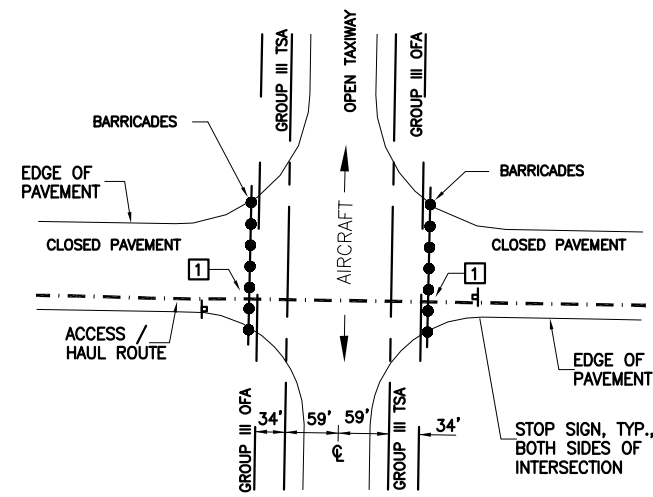 GROUP III TSA
OPEN TAXIWAY
GROUP III OFA
BARRICADES
BARRICADES
EDGE OF
PAVEMENT
CLOSED PAVEMENT
AIRCRAFT
CLOSED PAVEMENT
1
1
ACCESS /
HAUL ROUTE
EDGE OF
PAVEMENT
GROUP III OFA
34'
59'
59'
GROUP III TSA
34'
℄
STOP SIGN, TYP.,
BOTH SIDES OF
INTERSECTION